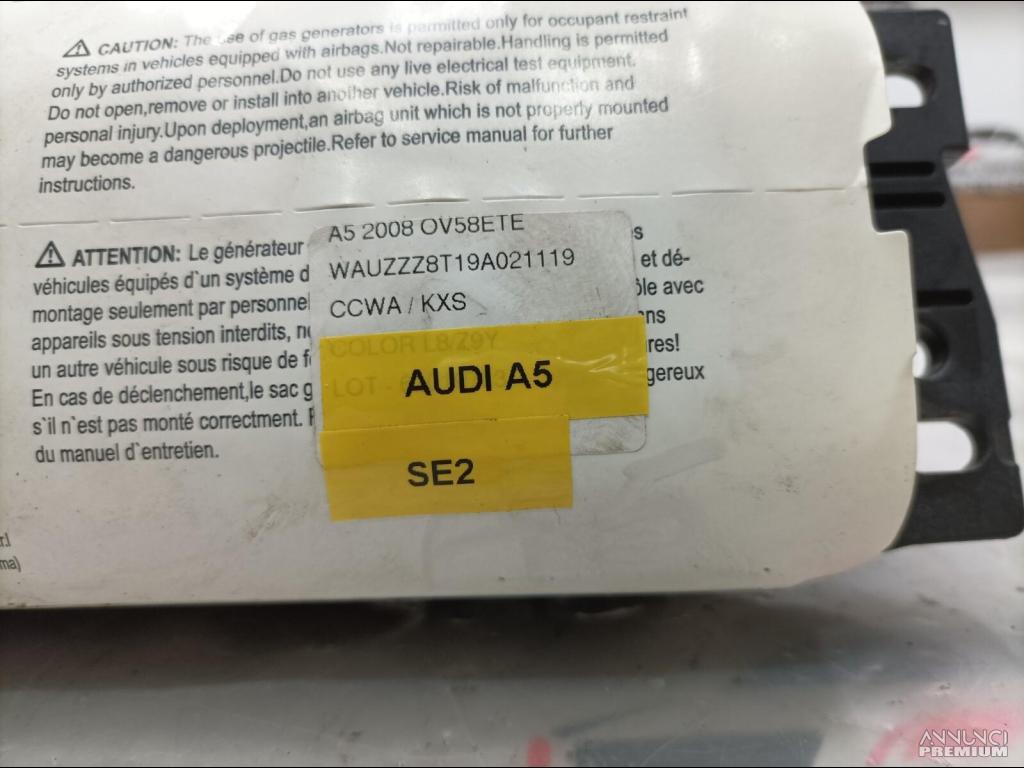 ⚠ CAUTION: The use of gas generators is permitted only for occupant restraint
systems in vehicles equipped with airbags.Not repairable.Handling is permitted
only by authorized personnel.Do not use any live electrical test equipment.
Do not open,remove or install into another vehicle.Risk of malfunction and
personal injury.Upon deployment,an airbag unit which is not properly mounted
may become a dangerous projectile.Refer to service manual for further
instructions.
⚠ ATTENTION: Le générateur
véhicules équipés d`un système d
montage seulement par personnel
appareils sous tension interdits, n
un autre véhicule sous risque de f
En cas de déclenchement,le sac g
s`il n`est pas monté correctment.
du manuel d`entretien.
s
et dé-
ôle avec
ns
res!
gereux
A5 2008 OV58ETE
WAUZZZ8T19A021119
CCWA / KXS
COLOR L8/Z9Y
LOT -
AUDI A5
SE2
r.l
ma)
ANNUNCI
PREMIUM